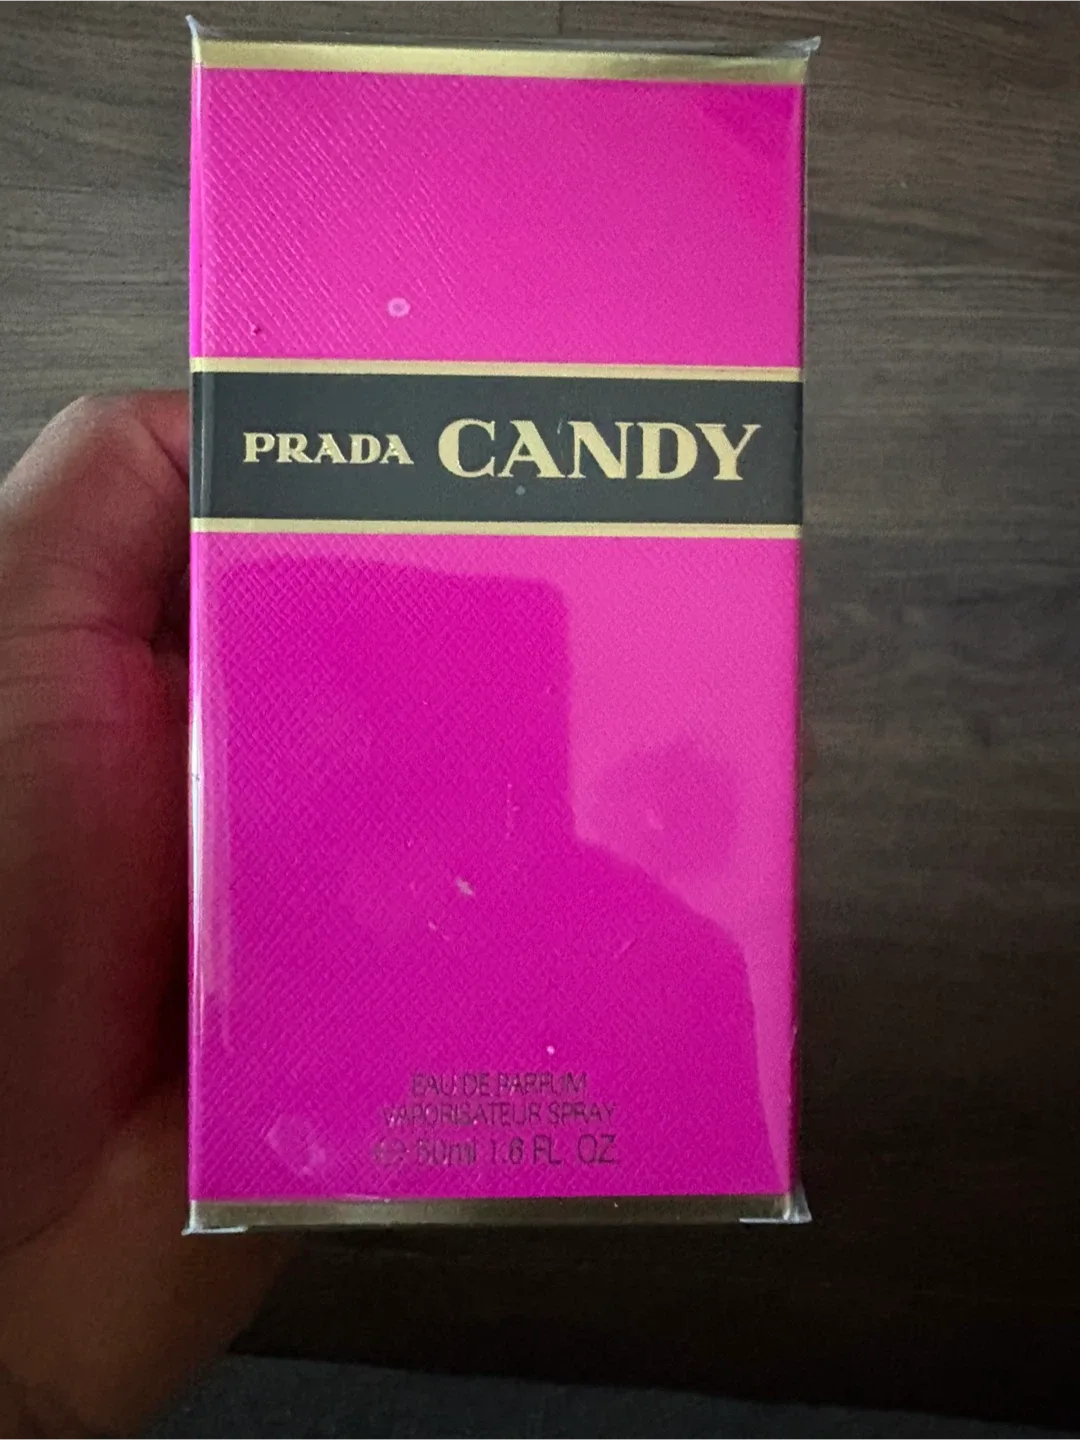 PRADA CANDY
EAU DE PARFUM
VAPORISATEUR SPRAY
℮ 50ml 1.6 FL. OZ.